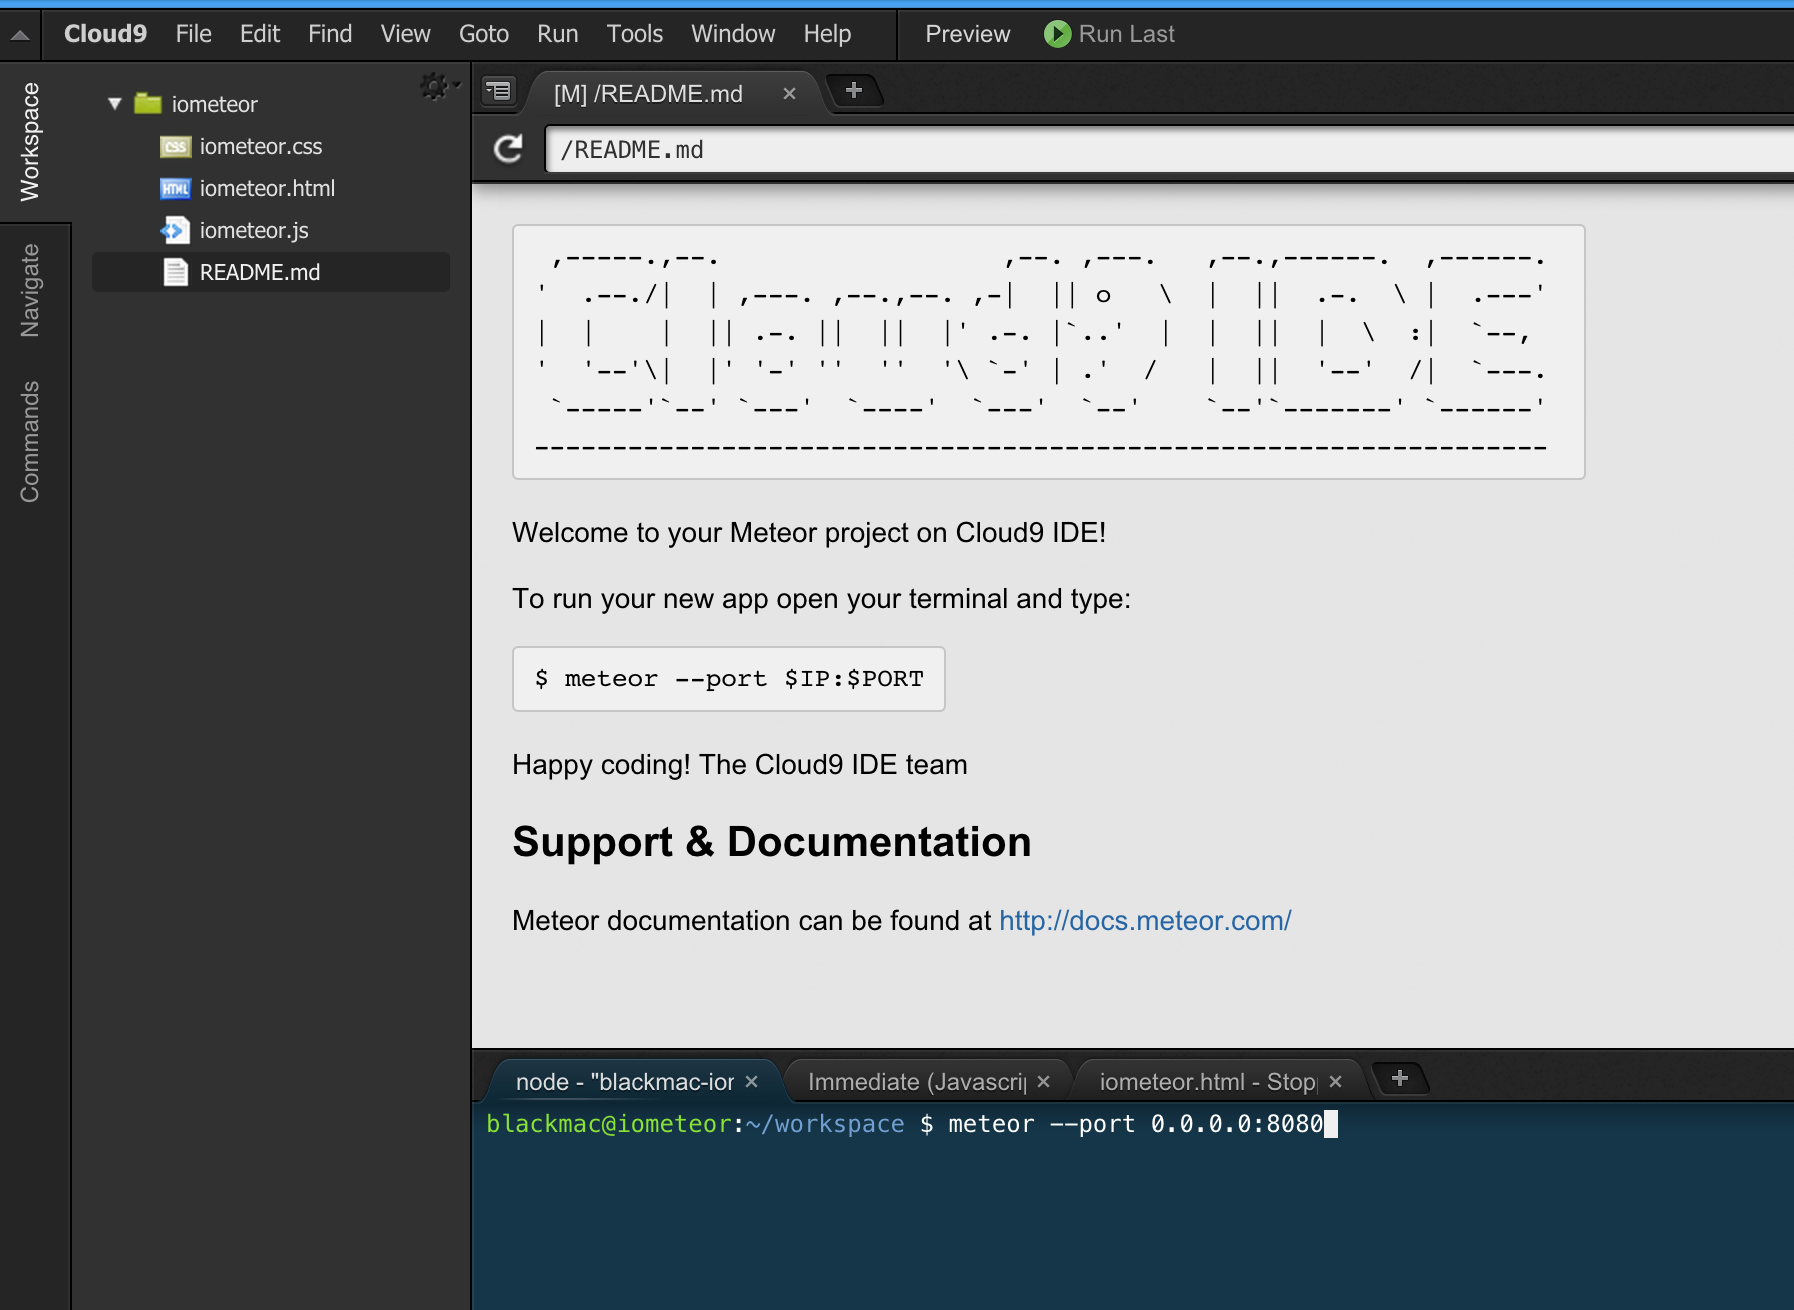 Cloud9 File Edit Find View Goto Run Tools Window Help Preview Run Last
Workspace
Navigate
Commands
iometeor
CSS iometeor.css
HTML iometeor.html
iometeor.js
README.md
[M] /README.md
/README.md
 ,-----.,--.                  ,--. ,---.   ,--.,------.  ,------.
'  .--./|  | ,---. ,--.,--. ,-|  || o   \  |  ||  .-.  \ |  .---'
|  |    |  || .-. ||  ||  |' .-. |`..'  |  |  ||  |  \  :|  `--,
'  '--'\|  |' '-' ''  ''  '\ `-' | .'  /   |  ||  '--'  /|  `---.
 `-----'`--' `---'  `----'  `---'  `--'    `--'`-------' `------'
-----------------------------------------------------------------
Welcome to your Meteor project on Cloud9 IDE!
To run your new app open your terminal and type:
$ meteor --port $IP:$PORT
Happy coding! The Cloud9 IDE team
Support & Documentation
Meteor documentation can be found at http://docs.meteor.com/
node - "blackmac-ior Immediate (Javascrip iometeor.html - Stop
blackmac@iometeor:~/workspace $ meteor --port 0.0.0.0:8080